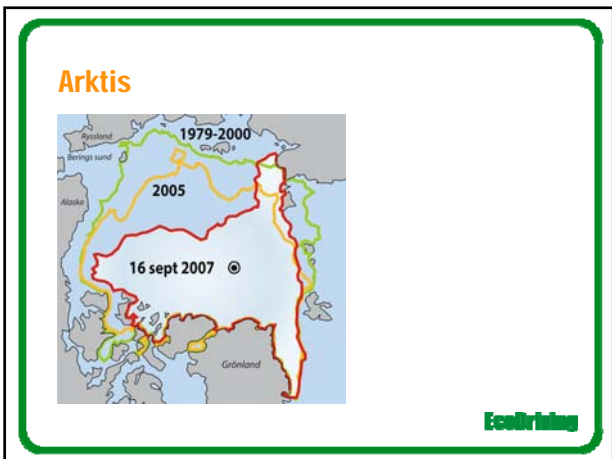 Arktis
1979-2000
Ryssland
Berings sund
2005
Alaska
16 sept 2007
Grönland
EcoDriving